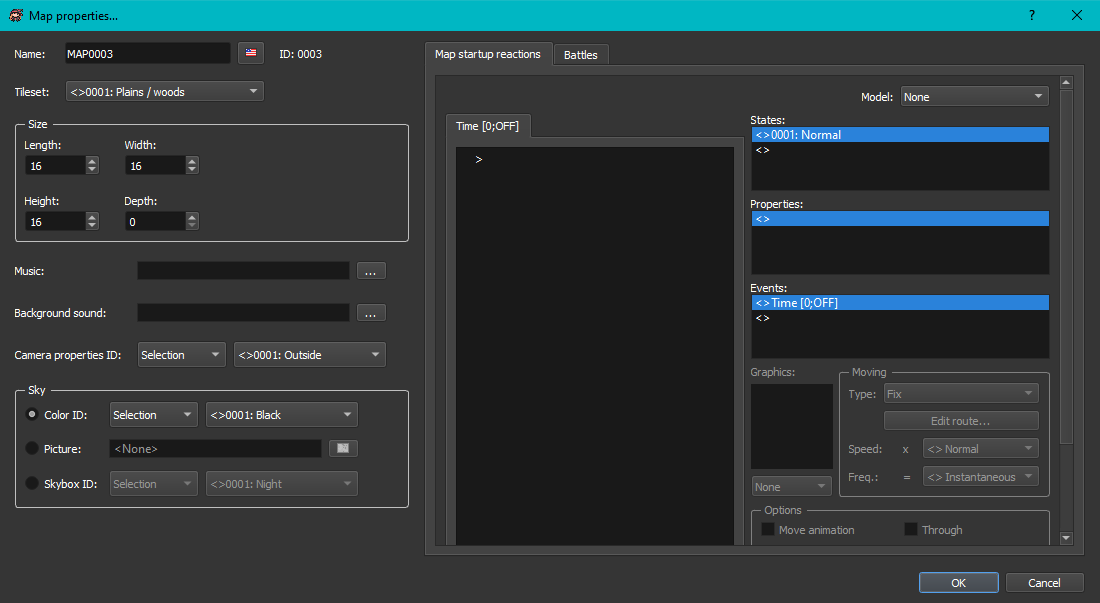 Map properties...
?
Name: MAP0003 ID: 0003
Tileset: <>0001: Plains / woods
Size
Length: Width:
16 16
Height: Depth:
16 0
Music: ...
Background sound: ...
Camera properties ID: Selection <>0001: Outside
Sky
Color ID: Selection <>0001: Black
Picture: <None>
Skybox ID: Selection <>0001: Night
Map startup reactions Battles
Model: None
Time [0;OFF]
>
States:
<>0001: Normal
<>
Properties:
<>
Events:
<>Time [0;OFF]
<>
Graphics:
None
Moving
Type: Fix
Edit route...
Speed: x <> Normal
Freq.: = <> Instantaneous
Options
Move animation Through
OK Cancel